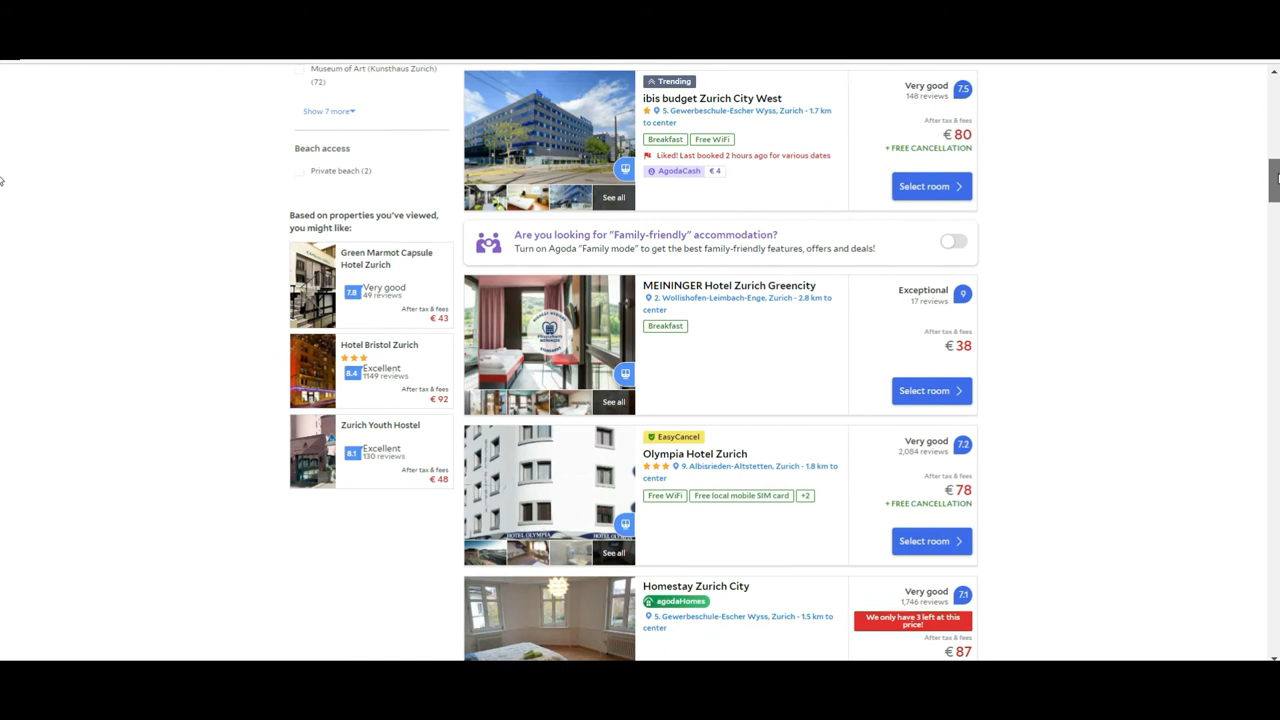 Museum of Art (Kunsthaus Zurich)
(72)
Show 7 more
Beach access
Private beach (2)
Based on properties you've viewed,
you might like:
Green Marmot Capsule
Hotel Zurich
7.8
Very good
49 reviews
After tax & fees
€ 43
Hotel Bristol Zurich
8.4
Excellent
1149 reviews
After tax & fees
€ 92
Zurich Youth Hostel
8.1
Excellent
130 reviews
After tax & fees
€ 48
Trending
ibis budget Zurich City West
5. Gewerbeschule-Escher Wyss, Zurich - 1.7 km
to center
Breakfast
Free WiFi
Liked! Last booked 2 hours ago for various dates
AgodaCash € 4
See all
Very good
7.5
148 reviews
After tax & fees
€ 80
+ FREE CANCELLATION
Select room
Are you looking for "Family-friendly" accommodation?
Turn on Agoda "Family mode" to get the best family-friendly features, offers and deals!
MEININGER Hotel Zurich Greencity
2. Wollishofen-Leimbach-Enge, Zurich - 2.8 km to
center
Breakfast
See all
Exceptional
9
17 reviews
After tax & fees
€ 38
Select room
EasyCancel
Olympia Hotel Zurich
9. Albisrieden-Altstetten, Zurich - 1.8 km to
center
Free WiFi
Free local mobile SIM card
+2
HOTEL OLYMPIA
See all
Very good
7.2
2,084 reviews
After tax & fees
€ 78
+ FREE CANCELLATION
Select room
Homestay Zurich City
agodaHomes
5. Gewerbeschule-Escher Wyss, Zurich - 1.5 km to
center
Very good
7.1
1,746 reviews
We only have 3 left at this
price!
After tax & fees
€ 87